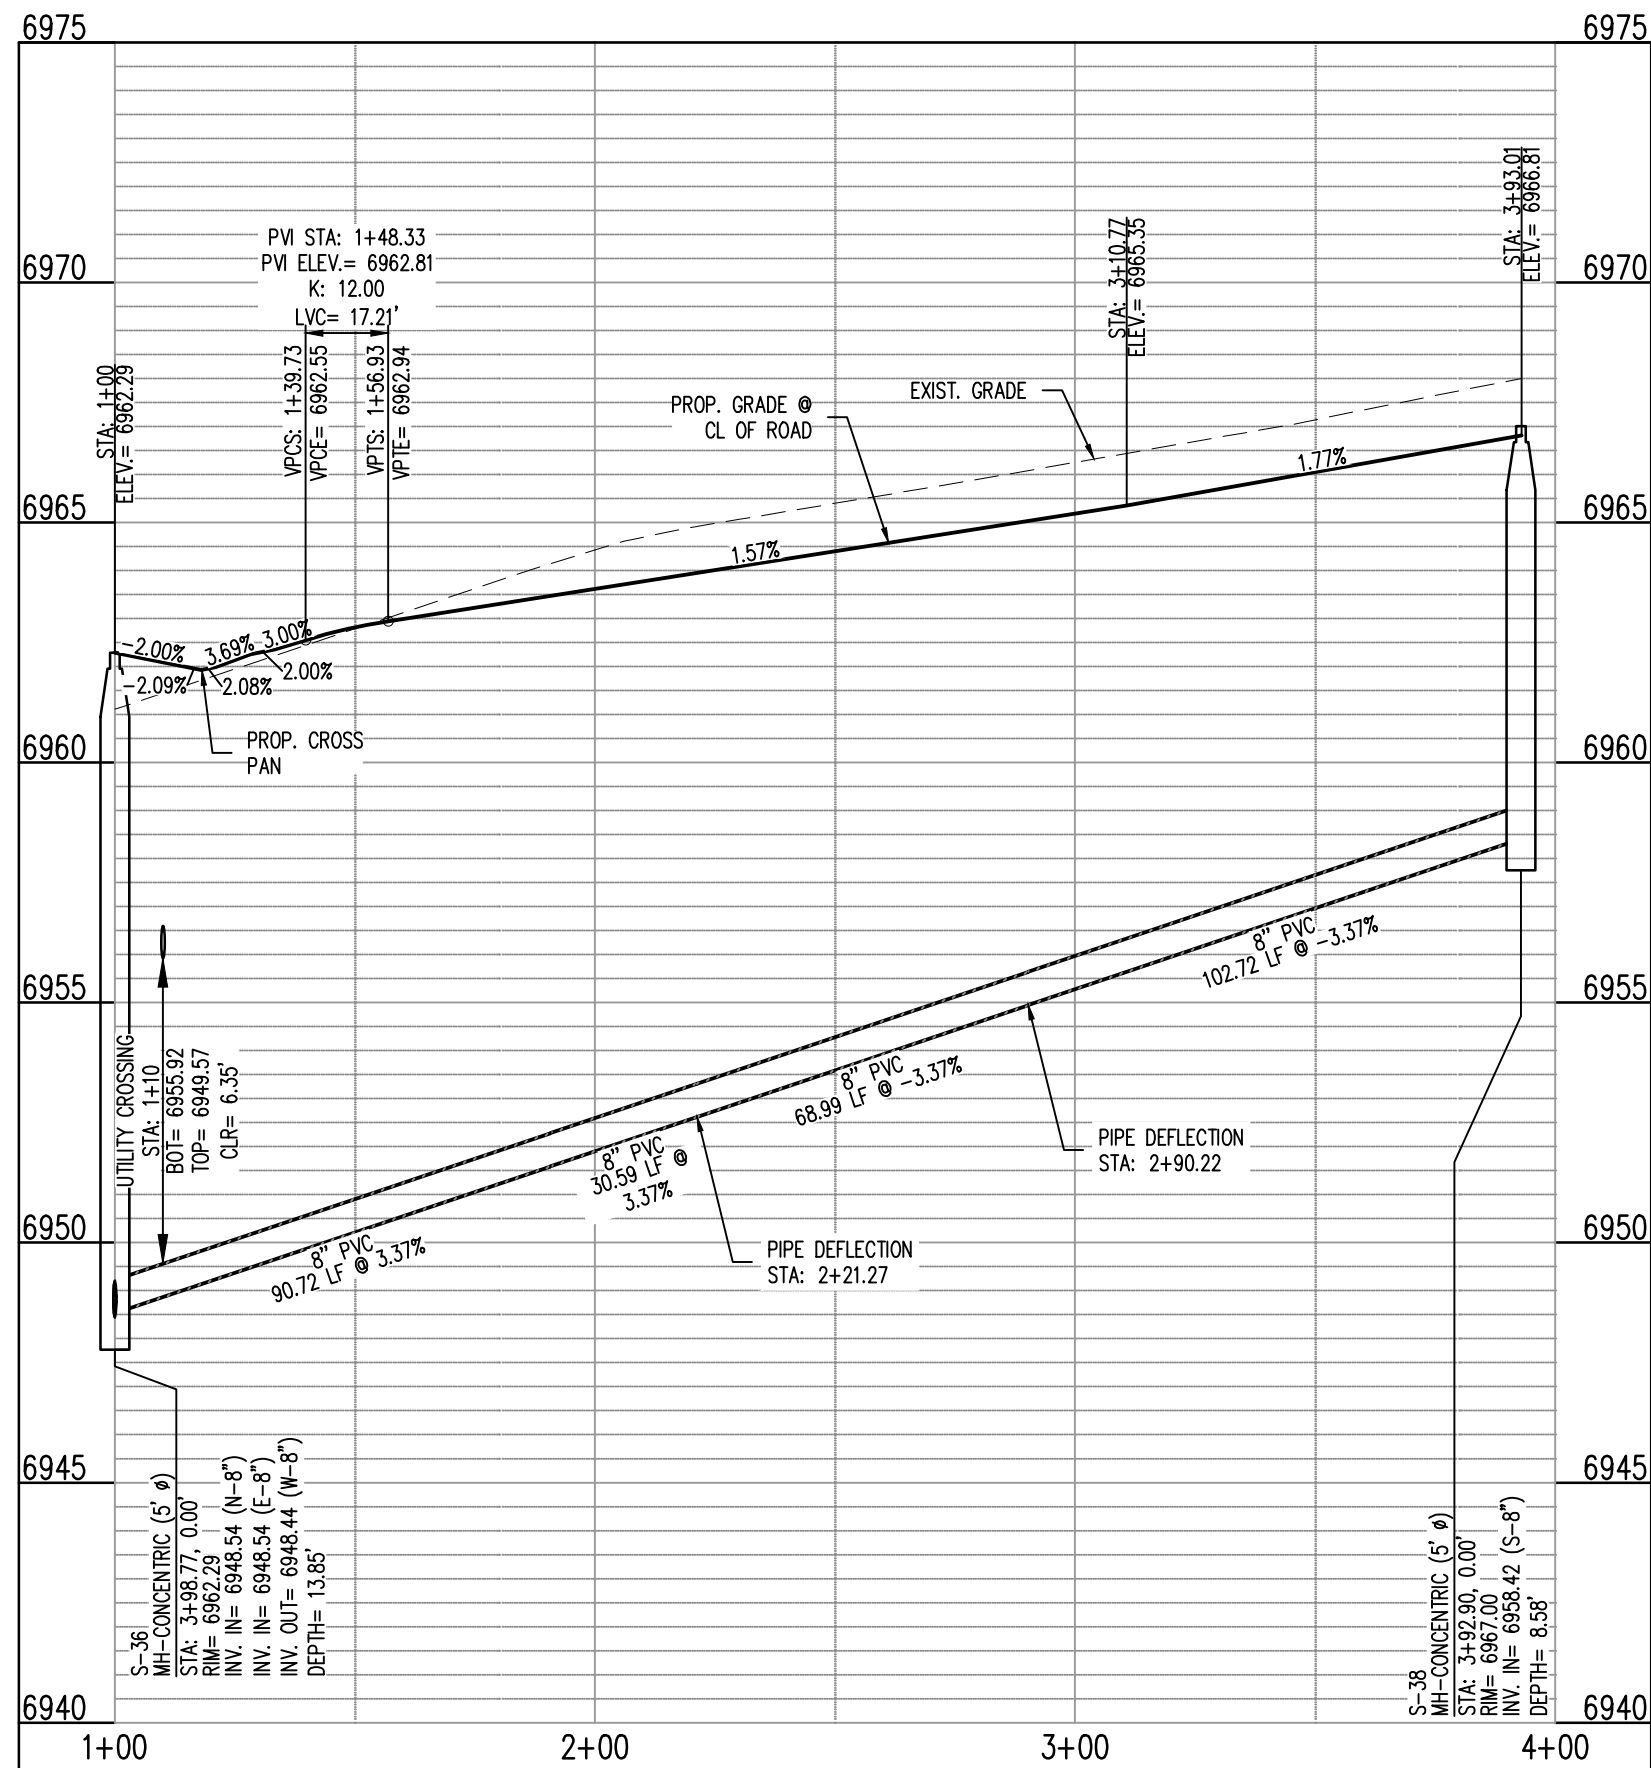 6975
6975
6970
6970
6965
6965
6960
6960
6955
6955
6950
6950
6945
6945
6940
6940
1+00
2+00
3+00
4+00
STA: 1+00
ELEV.= 6962.29
PVI STA: 1+48.33
PVI ELEV.= 6962.81
K: 12.00
LVC= 17.21'
VPCS: 1+39.73
VPCE= 6962.55
VPTS: 1+56.93
VPTE= 6962.94
PROP. GRADE @
CL OF ROAD
EXIST. GRADE
STA: 3+10.77
ELEV.= 6965.35
STA: 3+93.01
ELEV.= 6966.81
-2.00%
3.69%
3.00%
-2.09%
2.08%
2.00%
1.57%
1.77%
PROP. CROSS
PAN
UTILITY CROSSING
STA: 1+10
BOT= 6955.92
TOP= 6949.57
CLR= 6.35'
8" PVC
90.72 LF @ 3.37%
8" PVC
30.59 LF @
3.37%
8" PVC
68.99 LF @ -3.37%
8" PVC
102.72 LF @ -3.37%
PIPE DEFLECTION
STA: 2+21.27
PIPE DEFLECTION
STA: 2+90.22
S-36
MH-CONCENTRIC (5' ø)
STA: 3+98.77, 0.00'
RIM= 6962.29
INV. IN= 6948.54 (N-8")
INV. IN= 6948.54 (E-8")
INV. OUT= 6948.44 (W-8")
DEPTH= 13.85'
S-38
MH-CONCENTRIC (5' ø)
STA: 3+92.90, 0.00'
RIM= 6967.00
INV. IN= 6958.42 (S-8")
DEPTH= 8.58'